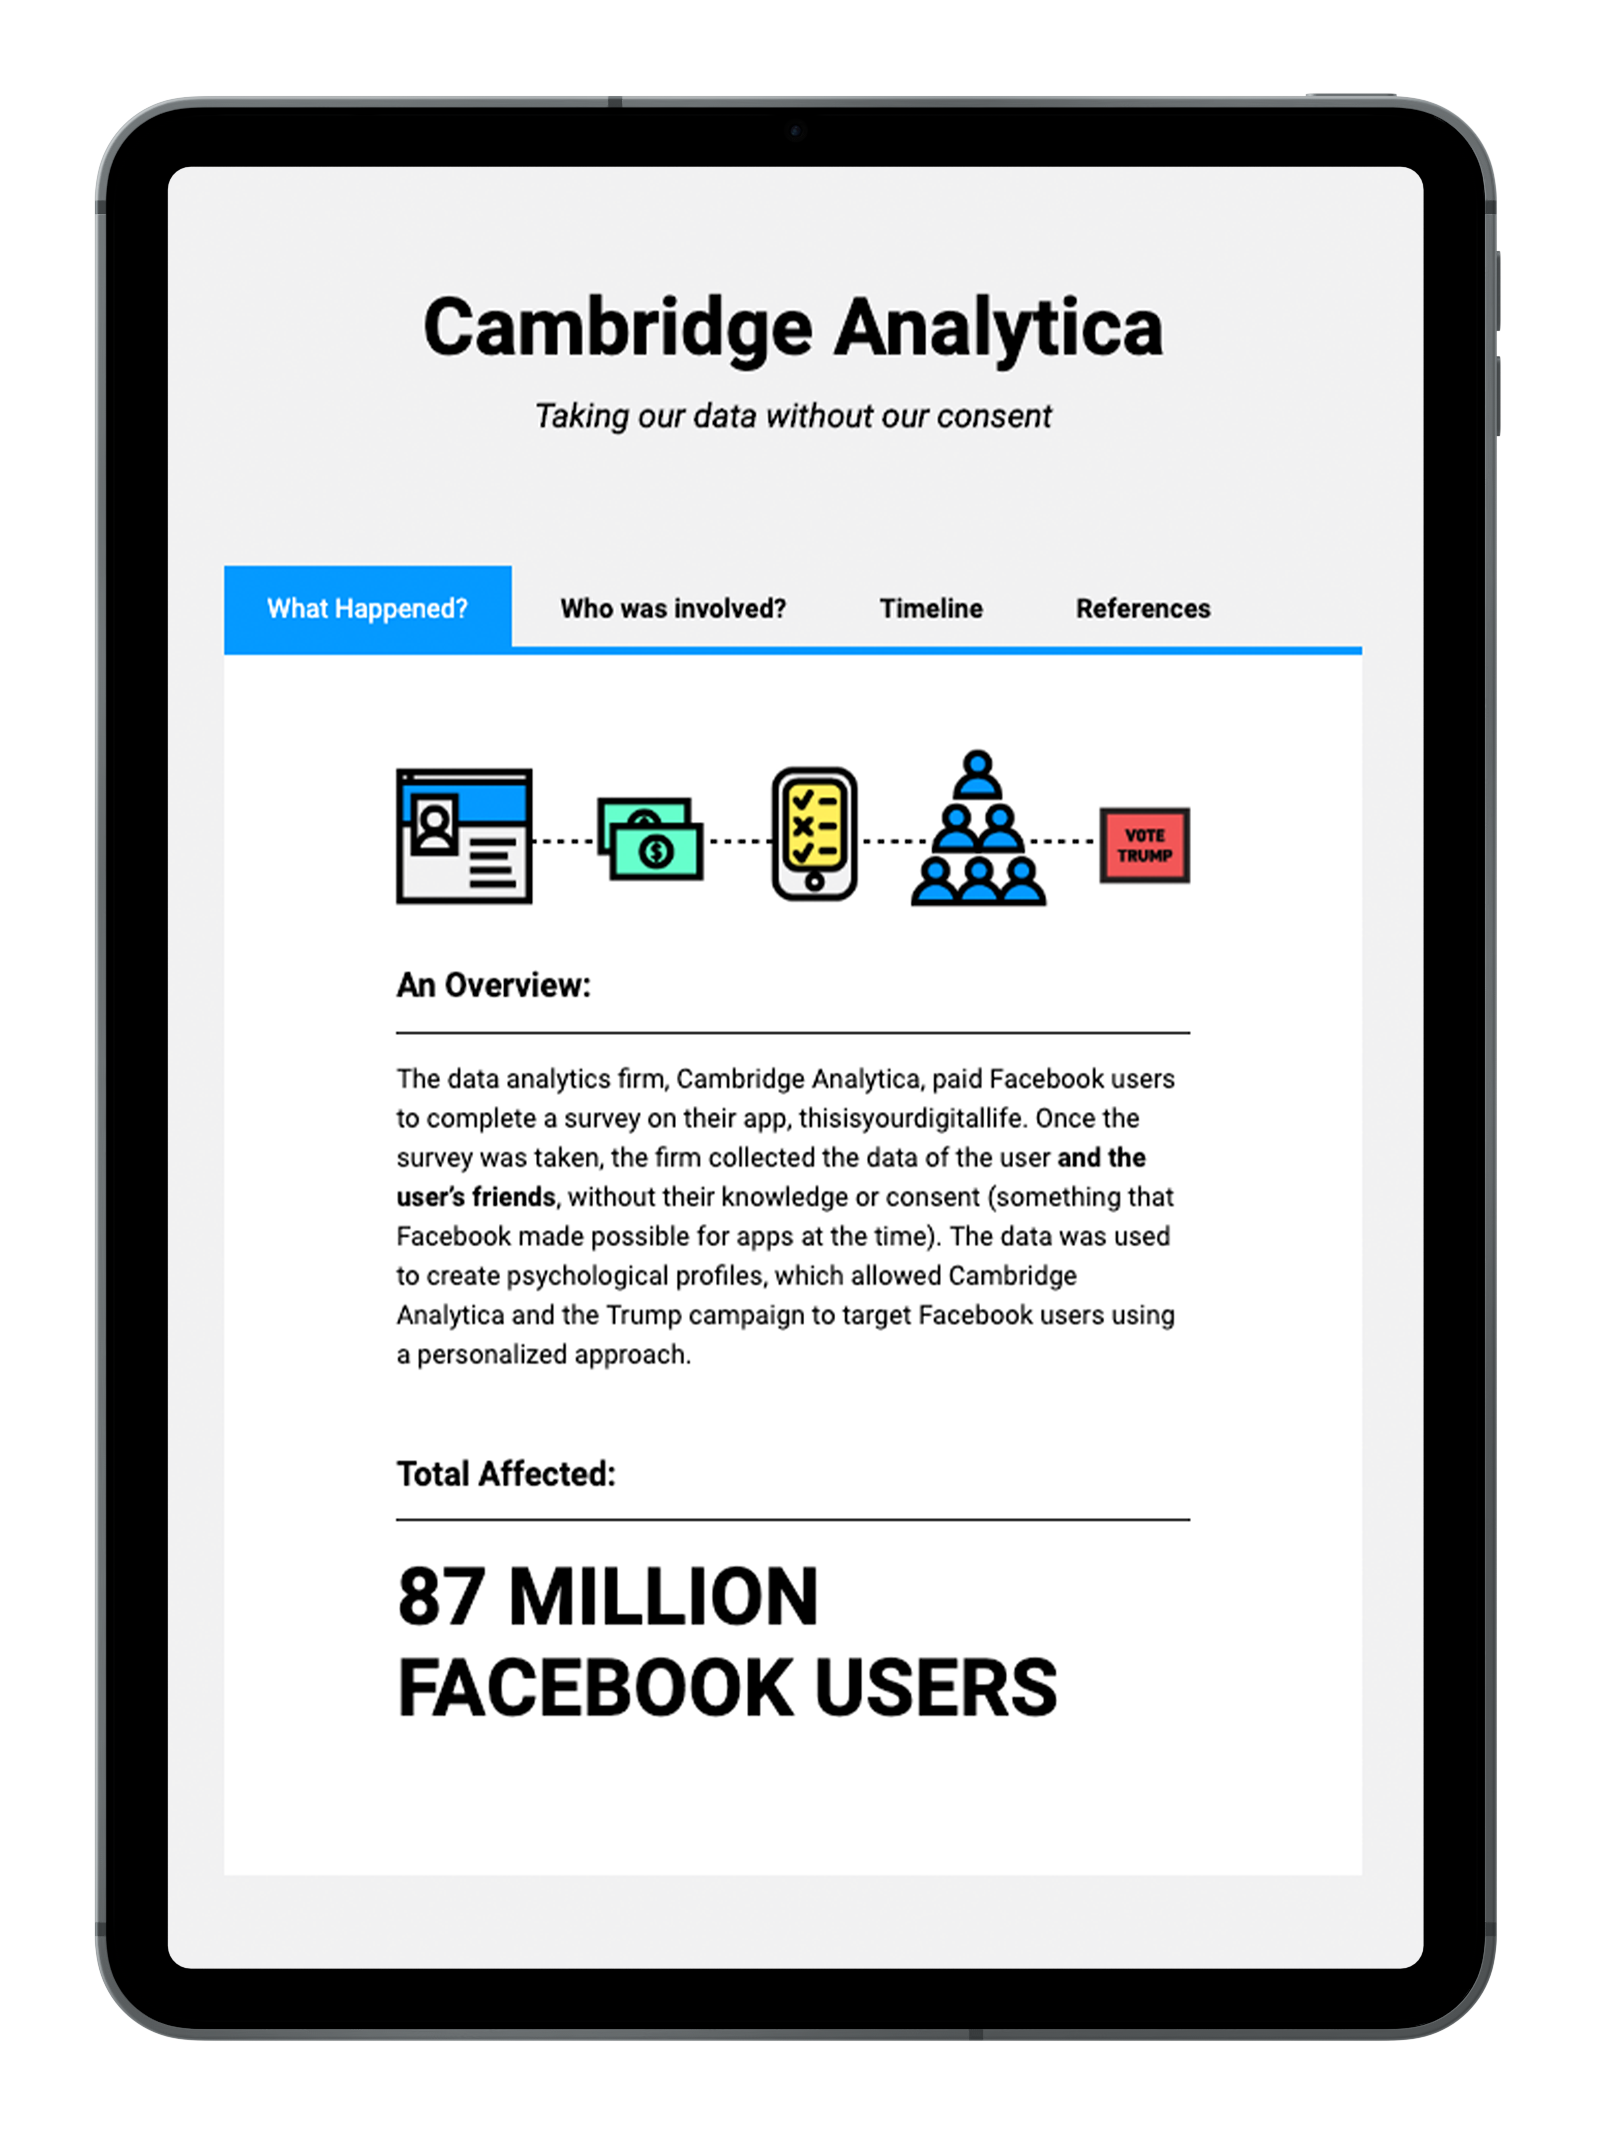 Cambridge Analytica
Taking our data without our consent
What Happened?
Who was involved?
Timeline
References
$
VOTE
TRUMP
An Overview:
The data analytics firm, Cambridge Analytica, paid Facebook users
to complete a survey on their app, thisisyourdigitallife. Once the
survey was taken, the firm collected the data of the user and the
user’s friends, without their knowledge or consent (something that
Facebook made possible for apps at the time). The data was used
to create psychological profiles, which allowed Cambridge
Analytica and the Trump campaign to target Facebook users using
a personalized approach.
Total Affected:
87 MILLION
FACEBOOK USERS